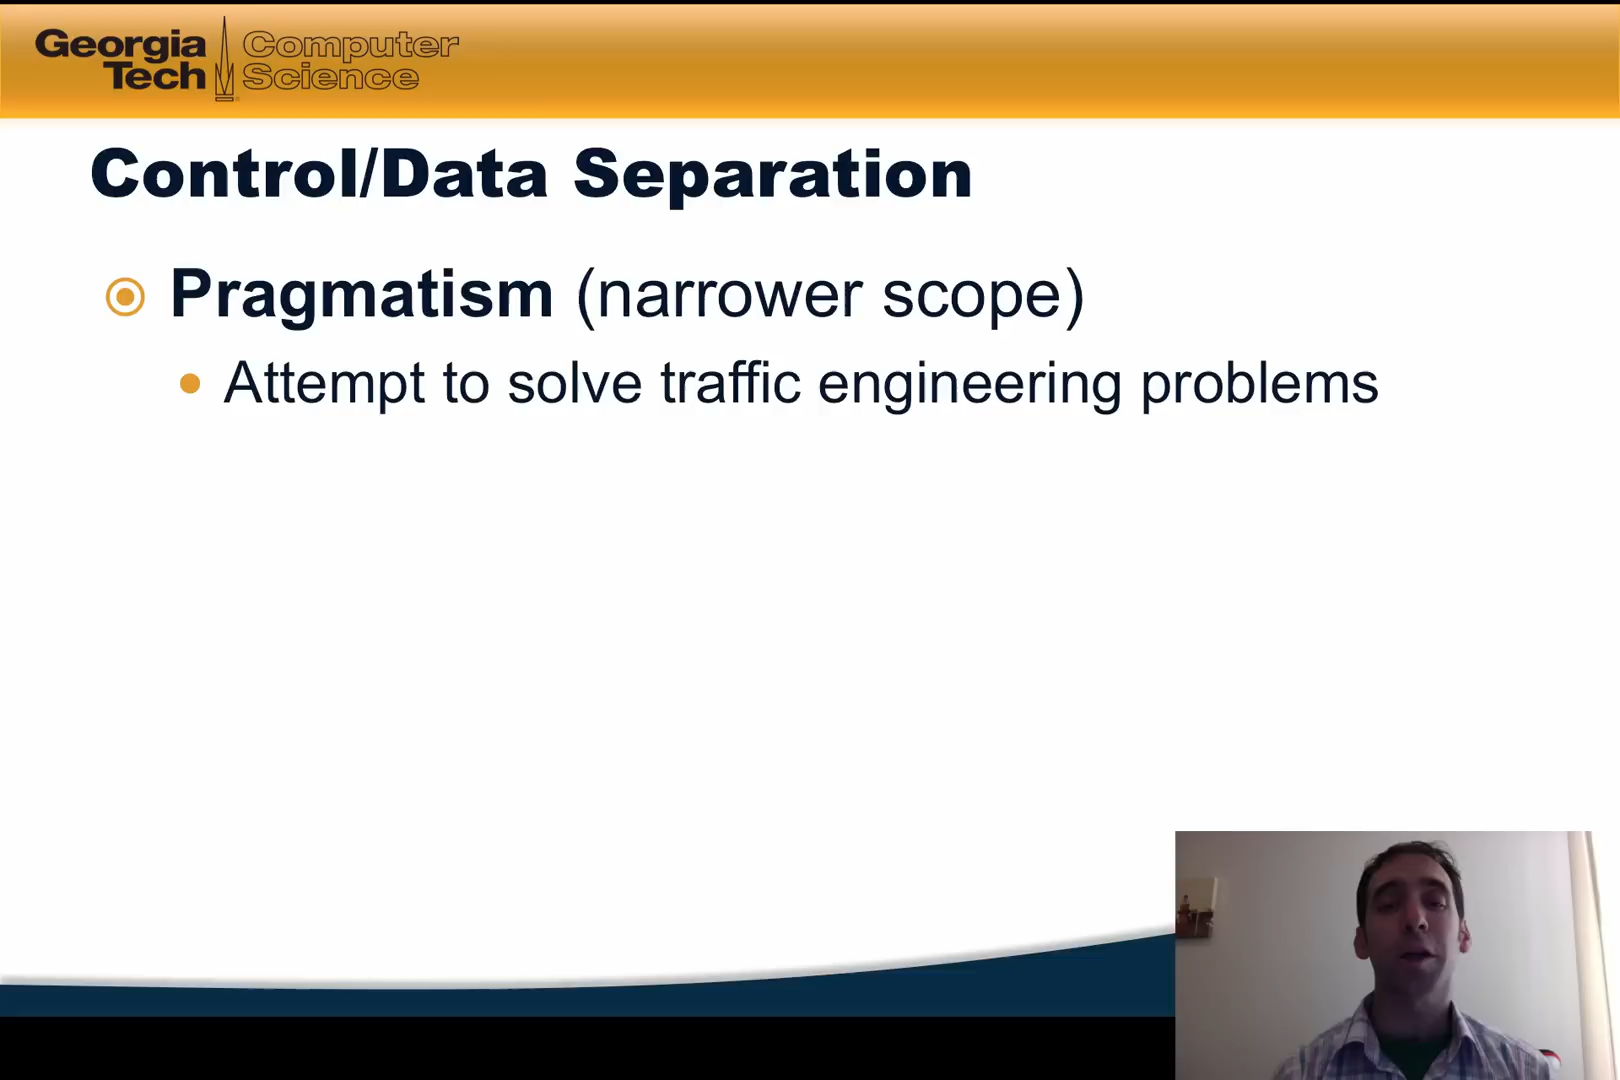 Georgia Tech
Computer Science
Control/Data Separation
Pragmatism (narrower scope)
Attempt to solve traffic engineering problems